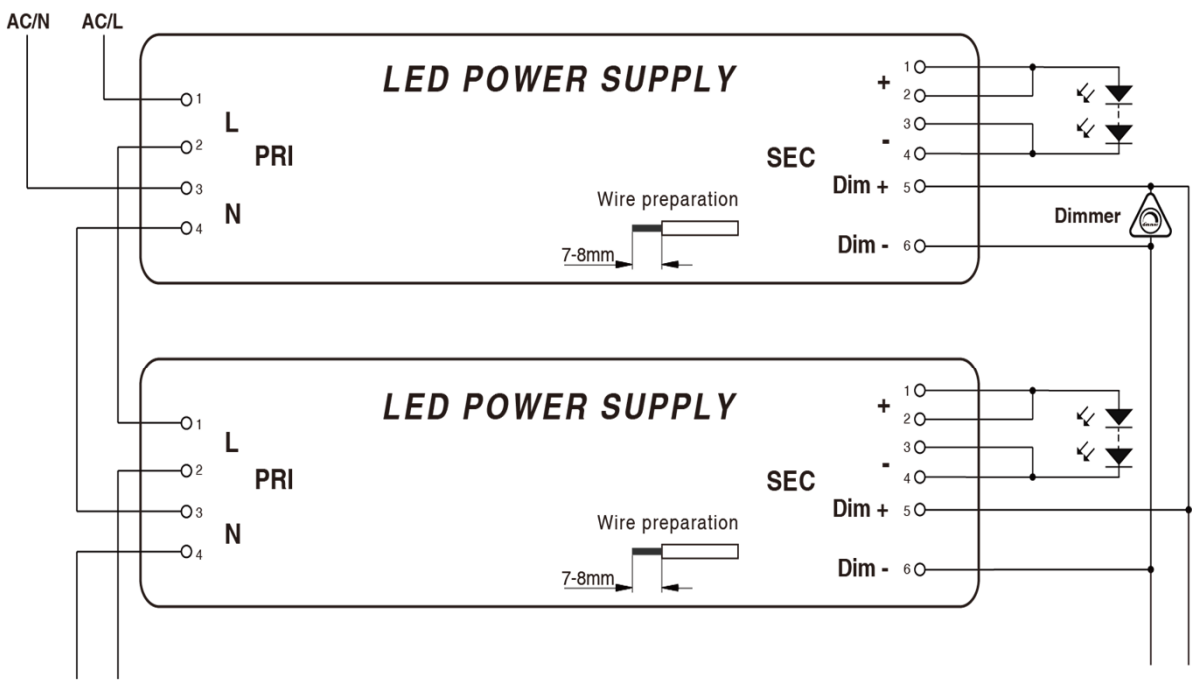 AC/N AC/L
LED POWER SUPPLY
1
L
2
PRI
3
N
4
+
1
2
-
3
4
SEC
Dim + 5
Dim - 6
Wire preparation
7-8mm
Dimmer
LED POWER SUPPLY
1
L
2
PRI
3
N
4
+
1
2
-
3
4
SEC
Dim + 5
Dim - 6
Wire preparation
7-8mm